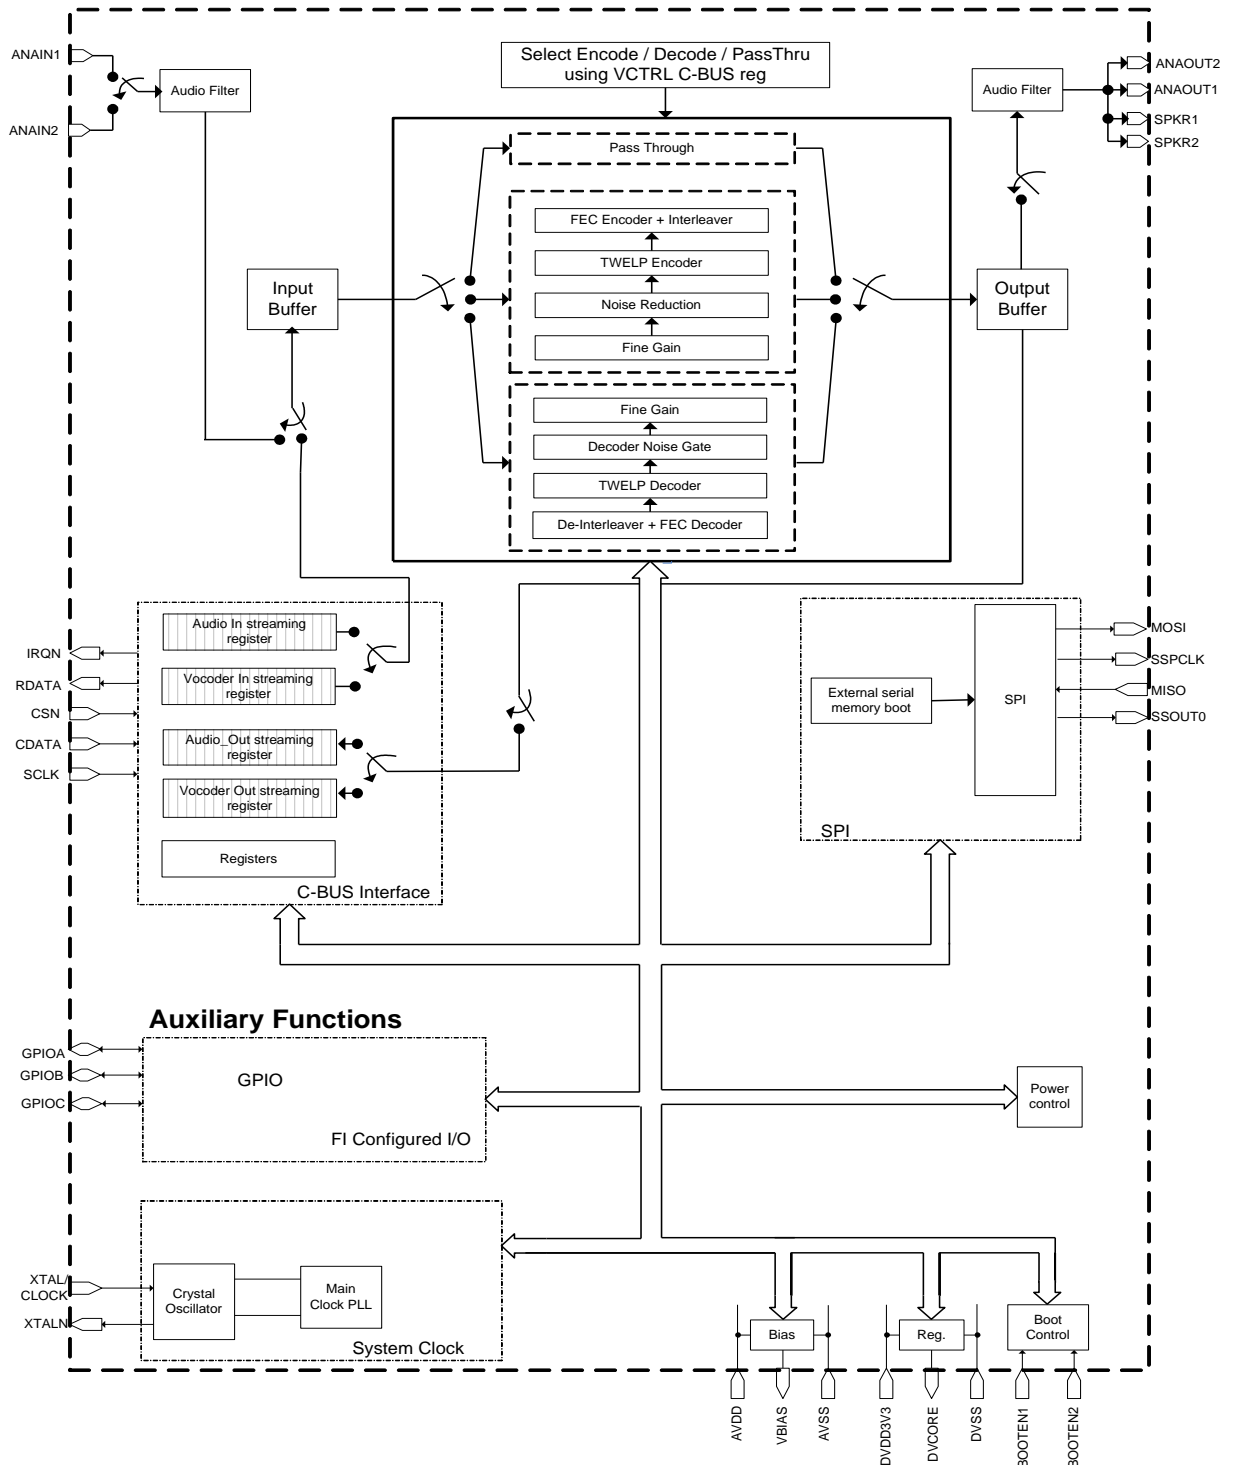 ANAIN1
ANAIN2
Audio Filter
Select Encode / Decode / PassThru
using VCTRL C-BUS reg
Audio Filter
ANAOUT2
ANAOUT1
SPKR1
SPKR2
Pass Through
FEC Encoder + Interleaver
TWELP Encoder
Noise Reduction
Fine Gain
Input
Buffer
Output
Buffer
Fine Gain
Decoder Noise Gate
TWELP Decoder
De-Interleaver + FEC Decoder
IRQN
RDATA
CSN
CDATA
SCLK
Audio In streaming
register
Vocoder In streaming
register
Audio_Out streaming
register
Vocoder Out streaming
register
Registers
C-BUS Interface
External serial
memory boot
SPI
SPI
MOSI
SSPCLK
MISO
SSOUT0
Auxiliary Functions
GPIOA
GPIOB
GPIOC
GPIO
FI Configured I/O
Power
control
XTAL/
CLOCK
XTALN
Crystal
Oscillator
Main
Clock PLL
System Clock
Bias
Reg.
Boot
Control
AVDD
VBIAS
AVSS
DVDD3V3
DVCORE
DVSS
BOOTEN1
BOOTEN2